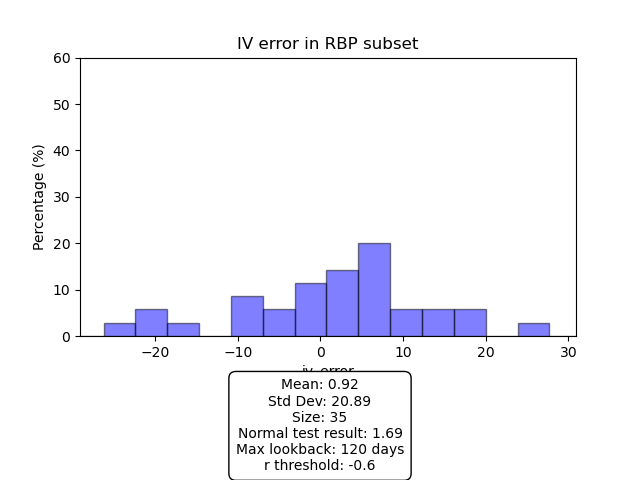 IV error in RBP subset
60
50
40
30
20
10
0
Percentage (%)
−20
−10
0
10
20
30
iv_error
Mean: 0.92
Std Dev: 20.89
Size: 35
Normal test result: 1.69
Max lookback: 120 days
r threshold: -0.6